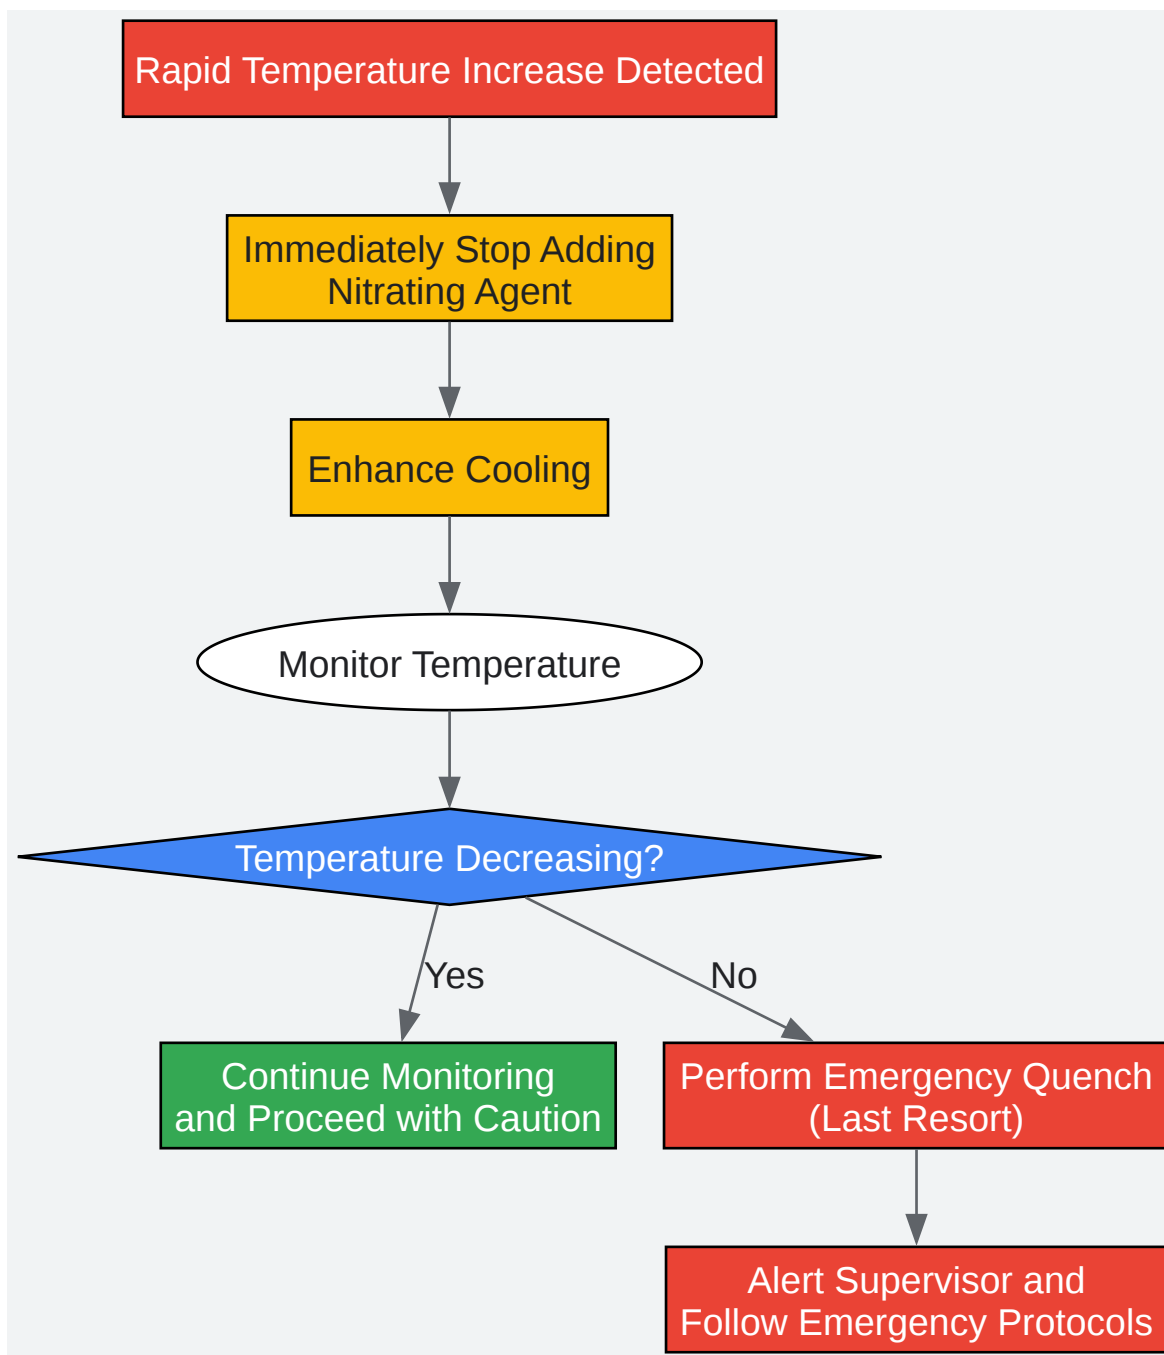 Rapid Temperature Increase Detected
Immediately Stop Adding
Nitrating Agent
Enhance Cooling
Monitor Temperature
Temperature Decreasing?
Yes
No
Continue Monitoring
and Proceed with Caution
Perform Emergency Quench
(Last Resort)
Alert Supervisor and
Follow Emergency Protocols